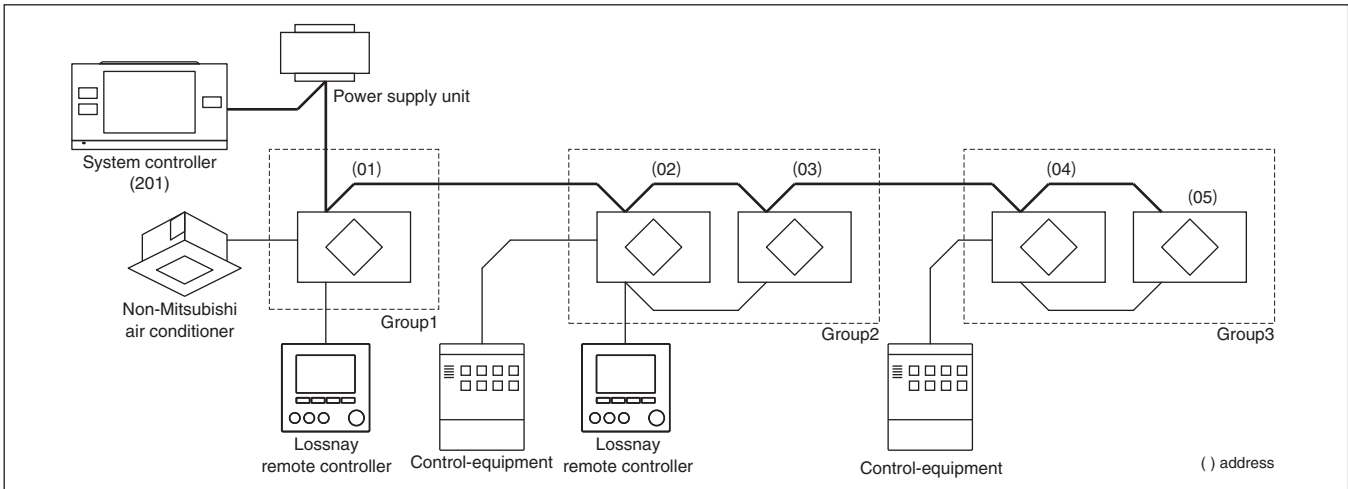 Power supply unit
System controller
(201)
(01)
(02)
(03)
(04)
(05)
Non-Mitsubishi
air conditioner
Group1
Group2
Group3
Lossnay
remote controller
Control-equipment
Lossnay
remote controller
Control-equipment
( ) address